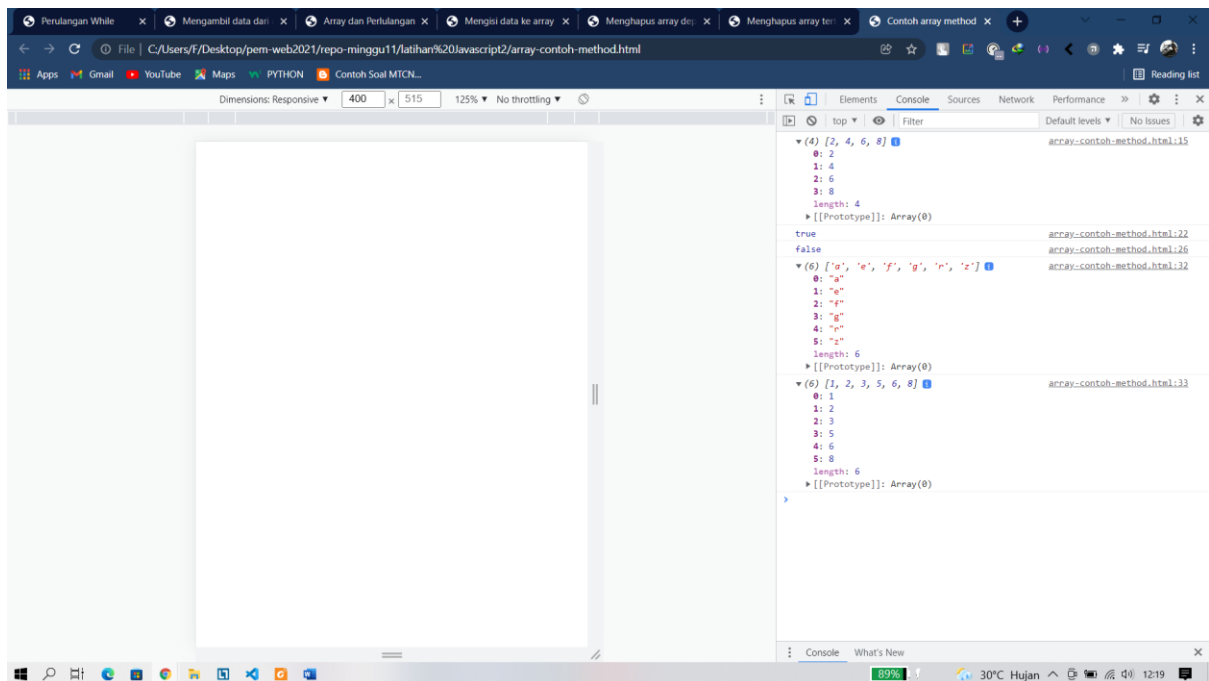 Perulangan While
Mengambil data dari
Array dan Perlulangan
Mengisi data ke array
Menghapus array dep
Menghapus array teri
Contoh array method
File | C:/Users/F/Desktop/pem-web2021/repo-minggu11/latihan%20Javascript2/array-contoh-method.html
Apps Gmail YouTube Maps PYTHON Contoh Soal MTCN... Reading list
Dimensions: Responsive ▼ 400 × 515 125% ▼ No throttling ▼
Elements Console Sources Network Performance »
top ▼ Filter Default levels ▼ No Issues
▼(4) [2, 4, 6, 8] array-contoh-method.html:15
0: 2
1: 4
2: 6
3: 8
length: 4
▶[[Prototype]]: Array(0)
true array-contoh-method.html:22
false array-contoh-method.html:26
▼(6) ['a', 'e', 'f', 'g', 'r', 'z'] array-contoh-method.html:32
0: "a"
1: "e"
2: "f"
3: "g"
4: "r"
5: "z"
length: 6
▶[[Prototype]]: Array(0)
▼(6) [1, 2, 3, 5, 6, 8] array-contoh-method.html:33
0: 1
1: 2
2: 3
3: 5
4: 6
5: 8
length: 6
▶[[Prototype]]: Array(0)
Console What's New
89% 30°C Hujan 12:19